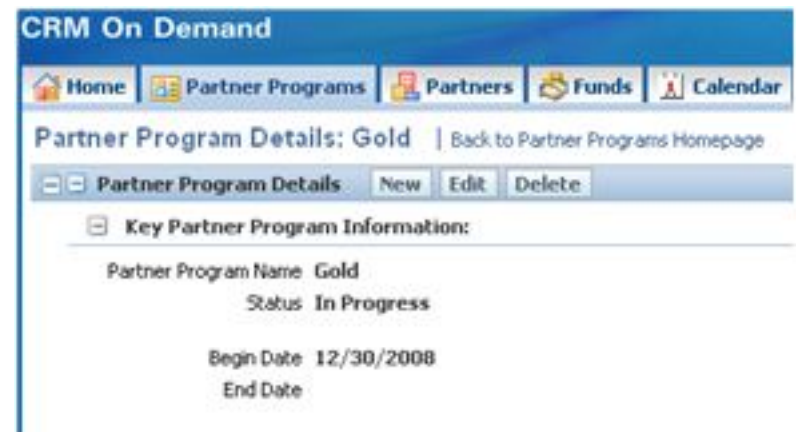 CRM On Demand
Home Partner Programs Partners Funds Calendar
Partner Program Details: Gold | Back to Partner Programs Homepage
Partner Program Details New Edit Delete
Key Partner Program Information:
Partner Program Name Gold
Status In Progress
Begin Date 12/30/2008
End Date